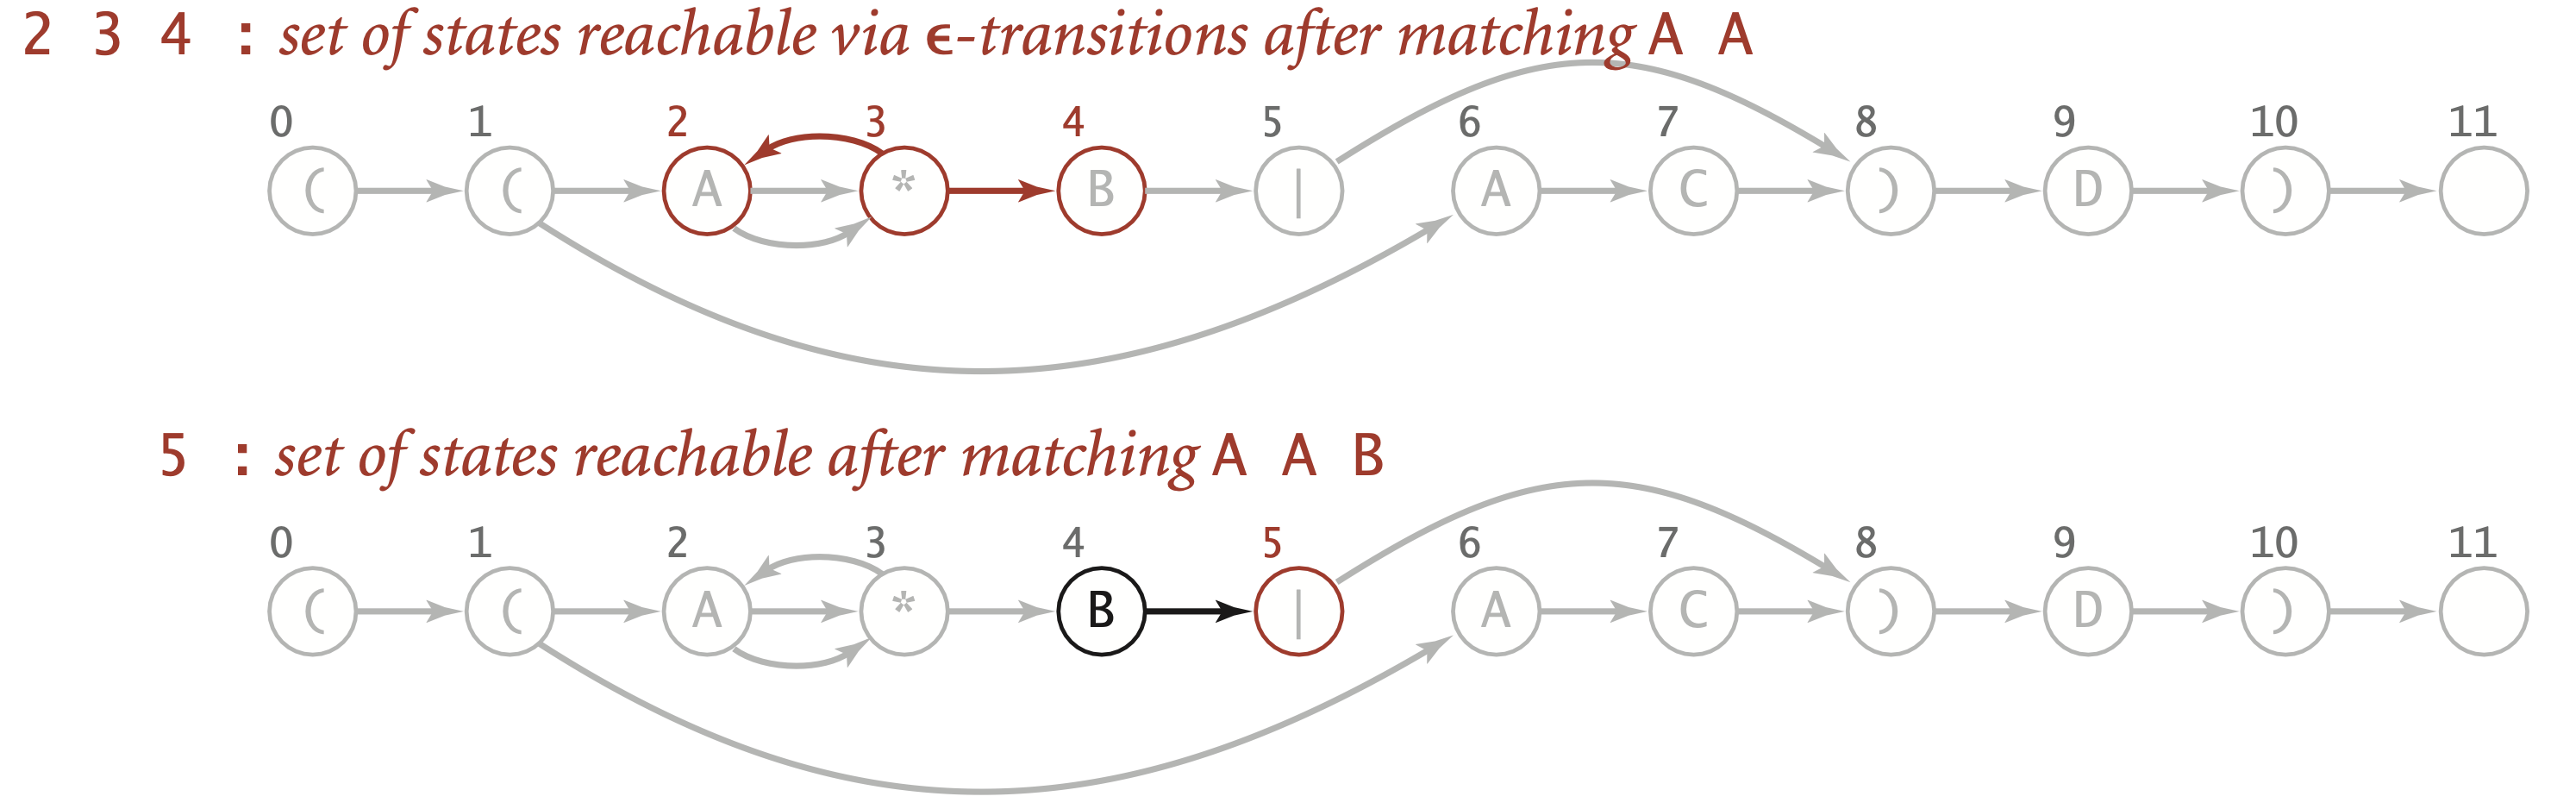 2 3 4 : set of states reachable via ϵ-transitions after matching A A
0 1 2 3 4 5 6 7 8 9 10 11
( ( A * B | A C ) D )
5 : set of states reachable after matching A A B
0 1 2 3 4 5 6 7 8 9 10 11
( ( A * B | A C ) D )